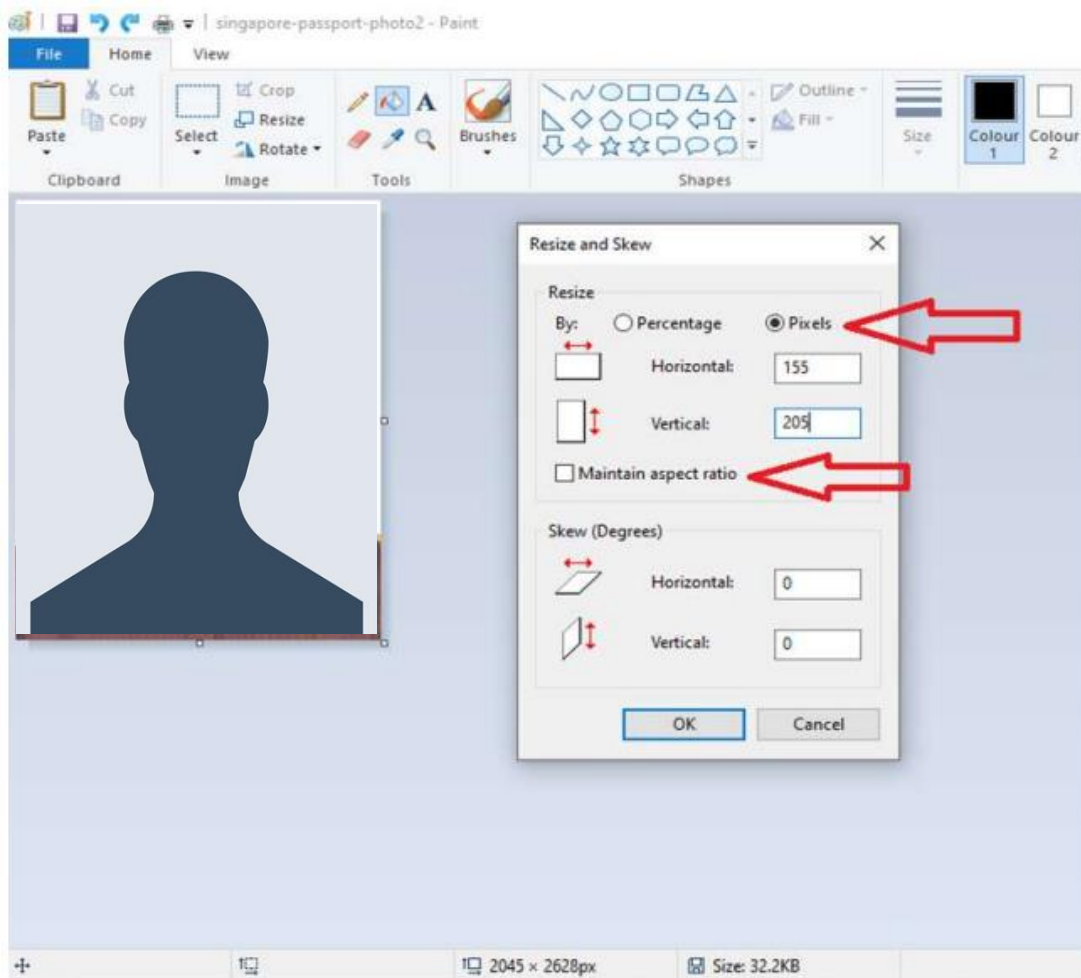 singapore-passport-photo2 - Paint
File Home View
Paste
Cut
Copy
Clipboard
Select
Crop
Resize
Rotate
Image
A
Tools
Brushes
Outline
Fill
Shapes
Size
Colour 1
Colour 2
Resize and Skew
Resize
By: Percentage Pixels
Horizontal: 155
Vertical: 205
Maintain aspect ratio
Skew (Degrees)
Horizontal: 0
Vertical: 0
OK Cancel
2045 × 2628px Size: 32.2KB